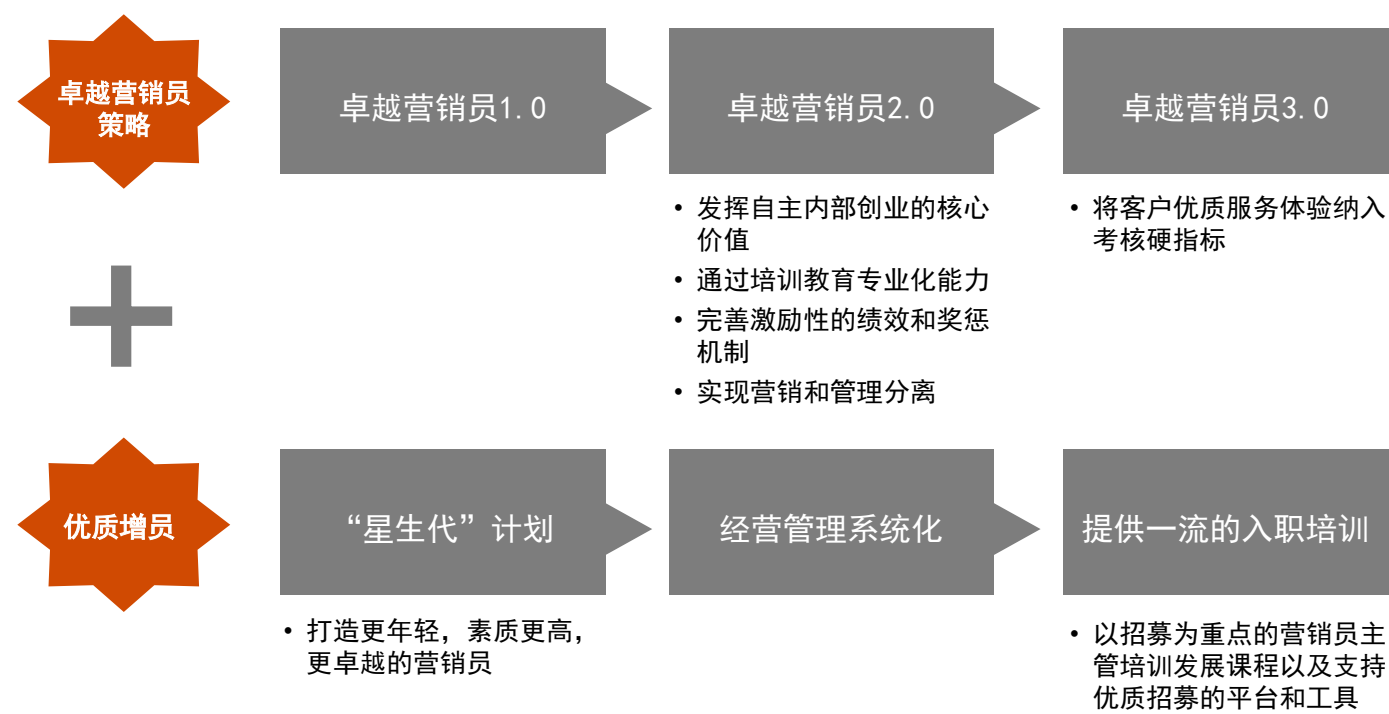 卓越营销员
策略
卓越营销员1.0
卓越营销员2.0
卓越营销员3.0
• 发挥自主内部创业的核心
价值
• 通过培训教育专业化能力
• 完善激励性的绩效和奖惩
机制
• 实现营销和管理分离
• 将客户优质服务体验纳入
考核硬指标
优质增员
“星生代”计划
经营管理系统化
提供一流的入职培训
• 打造更年轻，素质更高，
更卓越的营销员
• 以招募为重点的营销员主
管培训发展课程以及支持
优质招募的平台和工具